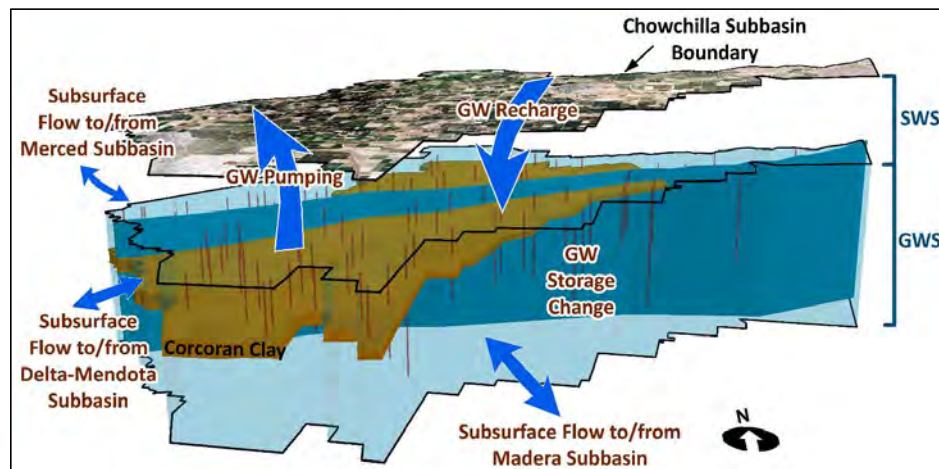 Chowchilla Subbasin
Boundary
Subsurface
Flow to/from
Merced Subbasin
GW Recharge
SWS
GW Pumping
GWS
GW
Storage
Change
Subsurface
Flow to/from
Delta-Mendota
Subbasin
Corcoran Clay
Subsurface Flow to/from
Madera Subbasin
N